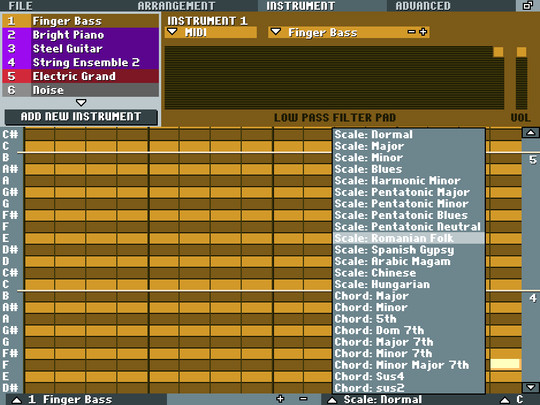 FILE ARRANGEMENT INSTRUMENT ADVANCED
1 Finger Bass
2 Bright Piano
3 Steel Guitar
4 String Ensemble 2
5 Electric Grand
6 Noise
ADD NEW INSTRUMENT
INSTRUMENT 1
MIDI Finger Bass - +
LOW PASS FILTER PAD VOL
C#
C
B
A#
A
G#
G
F#
F
E
D#
D
C#
C
B
A#
A
G#
G
F#
F
E
D#
Scale: Normal
Scale: Major
Scale: Minor
Scale: Blues
Scale: Harmonic Minor
Scale: Pentatonic Major
Scale: Pentatonic Minor
Scale: Pentatonic Blues
Scale: Pentatonic Neutral
Scale: Romanian Folk
Scale: Spanish Gypsy
Scale: Arabic Magam
Scale: Chinese
Scale: Hungarian
Chord: Major
Chord: Minor
Chord: 5th
Chord: Dom 7th
Chord: Major 7th
Chord: Minor 7th
Chord: Minor Major 7th
Chord: Sus4
Chord: sus2
5
4
1 Finger Bass + - Scale: Normal C